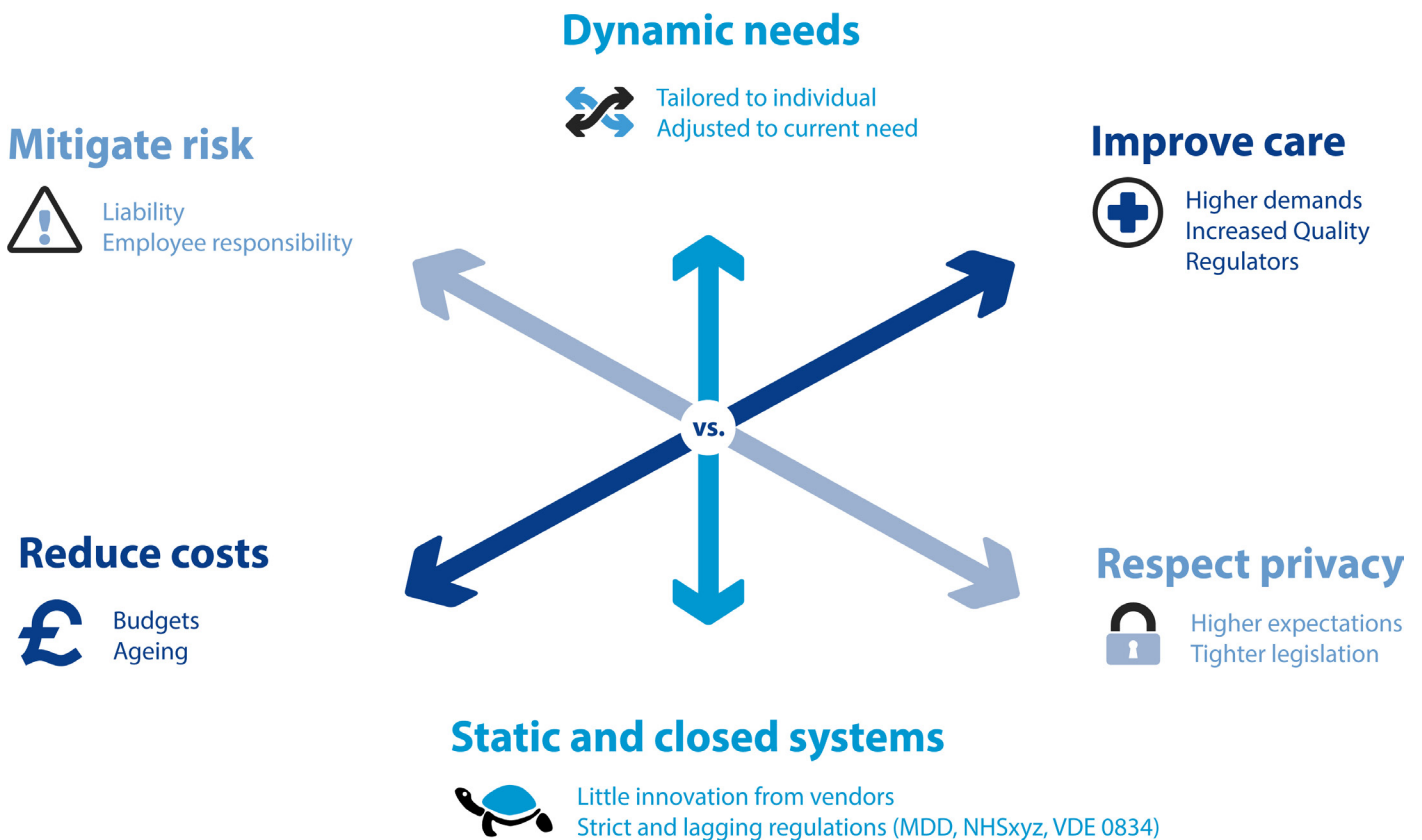 Dynamic needs
Tailored to individual
Adjusted to current need
Mitigate risk
Liability
Employee responsibility
Improve care
Higher demands
Increased Quality
Regulators
vs.
Reduce costs
£
Budgets
Ageing
Respect privacy
Higher expectations
Tighter legislation
Static and closed systems
Little innovation from vendors
Strict and lagging regulations (MDD, NHSxyz, VDE 0834)